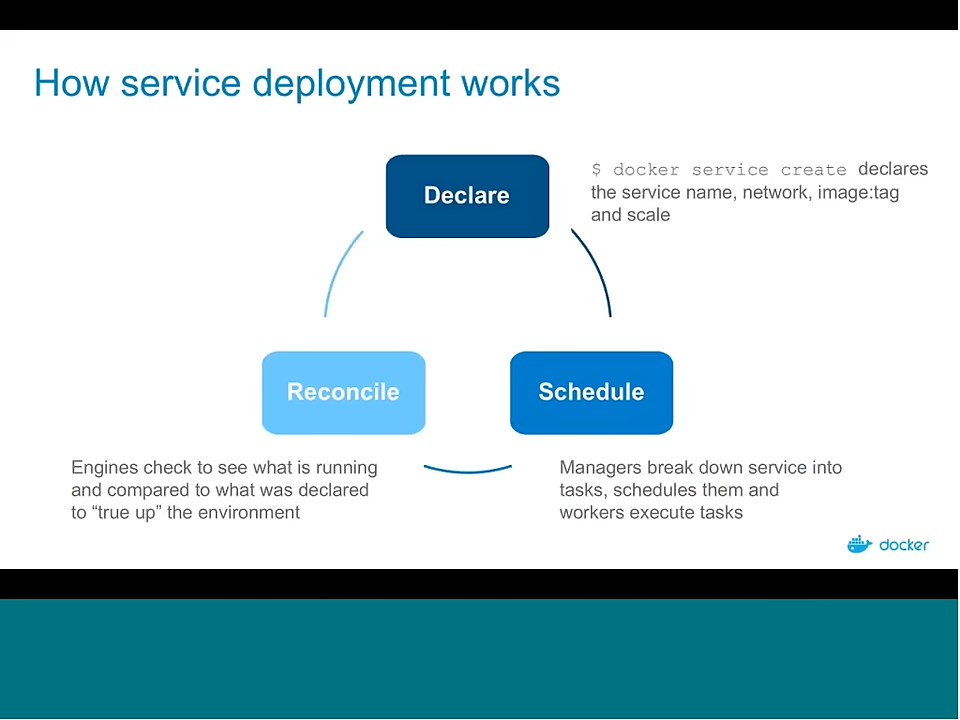 How service deployment works
Declare
$ docker service create declares
the service name, network, image:tag
and scale
Reconcile
Schedule
Engines check to see what is running
and compared to what was declared
to “true up” the environment
Managers break down service into
tasks, schedules them and
workers execute tasks
docker